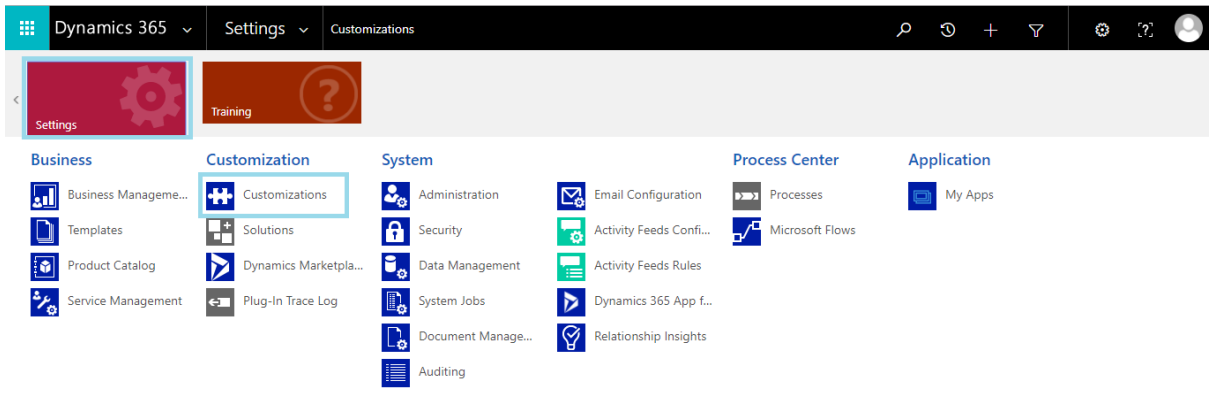 Dynamics 365 Settings Customizations
Settings
Training
Business
Business Manageme...
Templates
Product Catalog
Service Management
Customization
Customizations
Solutions
Dynamics Marketpla...
Plug-In Trace Log
System
Administration
Security
Data Management
System Jobs
Document Manage...
Auditing
Email Configuration
Activity Feeds Confi...
Activity Feeds Rules
Dynamics 365 App f...
Relationship Insights
Process Center
Processes
Microsoft Flows
Application
My Apps